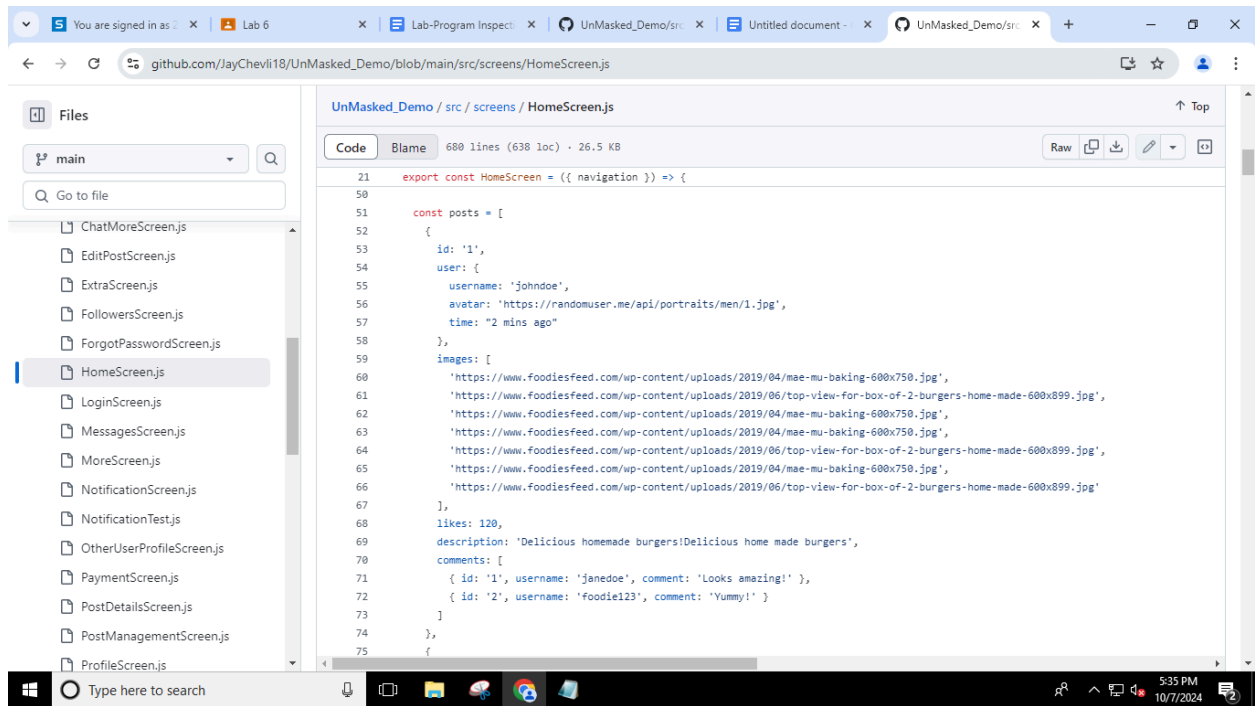 You are signed in as 2
Lab 6
Lab-Program Inspecti
UnMasked_Demo/src
Untitled document -
UnMasked_Demo/src
github.com/JayChevli18/UnMasked_Demo/blob/main/src/screens/HomeScreen.js
Files
UnMasked_Demo / src / screens / HomeScreen.js
Top
main
Code
Blame
680 lines (638 loc) · 26.5 KB
Raw
Go to file
ChatMoreScreen.js
EditPostScreen.js
ExtraScreen.js
FollowersScreen.js
ForgotPasswordScreen.js
HomeScreen.js
LoginScreen.js
MessagesScreen.js
MoreScreen.js
NotificationScreen.js
NotificationTest.js
OtherUserProfileScreen.js
PaymentScreen.js
PostDetailsScreen.js
PostManagementScreen.js
ProfileScreen.js
21 export const HomeScreen = ({ navigation }) => {
50
51 const posts = [
52 {
53 id: '1',
54 user: {
55 username: 'johndoe',
56 avatar: 'https://randomuser.me/api/portraits/men/1.jpg',
57 time: "2 mins ago"
58 },
59 images: [
60 'https://www.foodiesfeed.com/wp-content/uploads/2019/04/mae-mu-baking-600x750.jpg',
61 'https://www.foodiesfeed.com/wp-content/uploads/2019/06/top-view-for-box-of-2-burgers-home-made-600x899.jpg',
62 'https://www.foodiesfeed.com/wp-content/uploads/2019/04/mae-mu-baking-600x750.jpg',
63 'https://www.foodiesfeed.com/wp-content/uploads/2019/04/mae-mu-baking-600x750.jpg',
64 'https://www.foodiesfeed.com/wp-content/uploads/2019/06/top-view-for-box-of-2-burgers-home-made-600x899.jpg',
65 'https://www.foodiesfeed.com/wp-content/uploads/2019/04/mae-mu-baking-600x750.jpg',
66 'https://www.foodiesfeed.com/wp-content/uploads/2019/06/top-view-for-box-of-2-burgers-home-made-600x899.jpg'
67 ],
68 likes: 120,
69 description: 'Delicious homemade burgers!Delicious home made burgers',
70 comments: [
71 { id: '1', username: 'janedoe', comment: 'Looks amazing!' },
72 { id: '2', username: 'foodie123', comment: 'Yummy!' }
73 ]
74 },
75 {
Type here to search
5:35 PM
10/7/2024
2